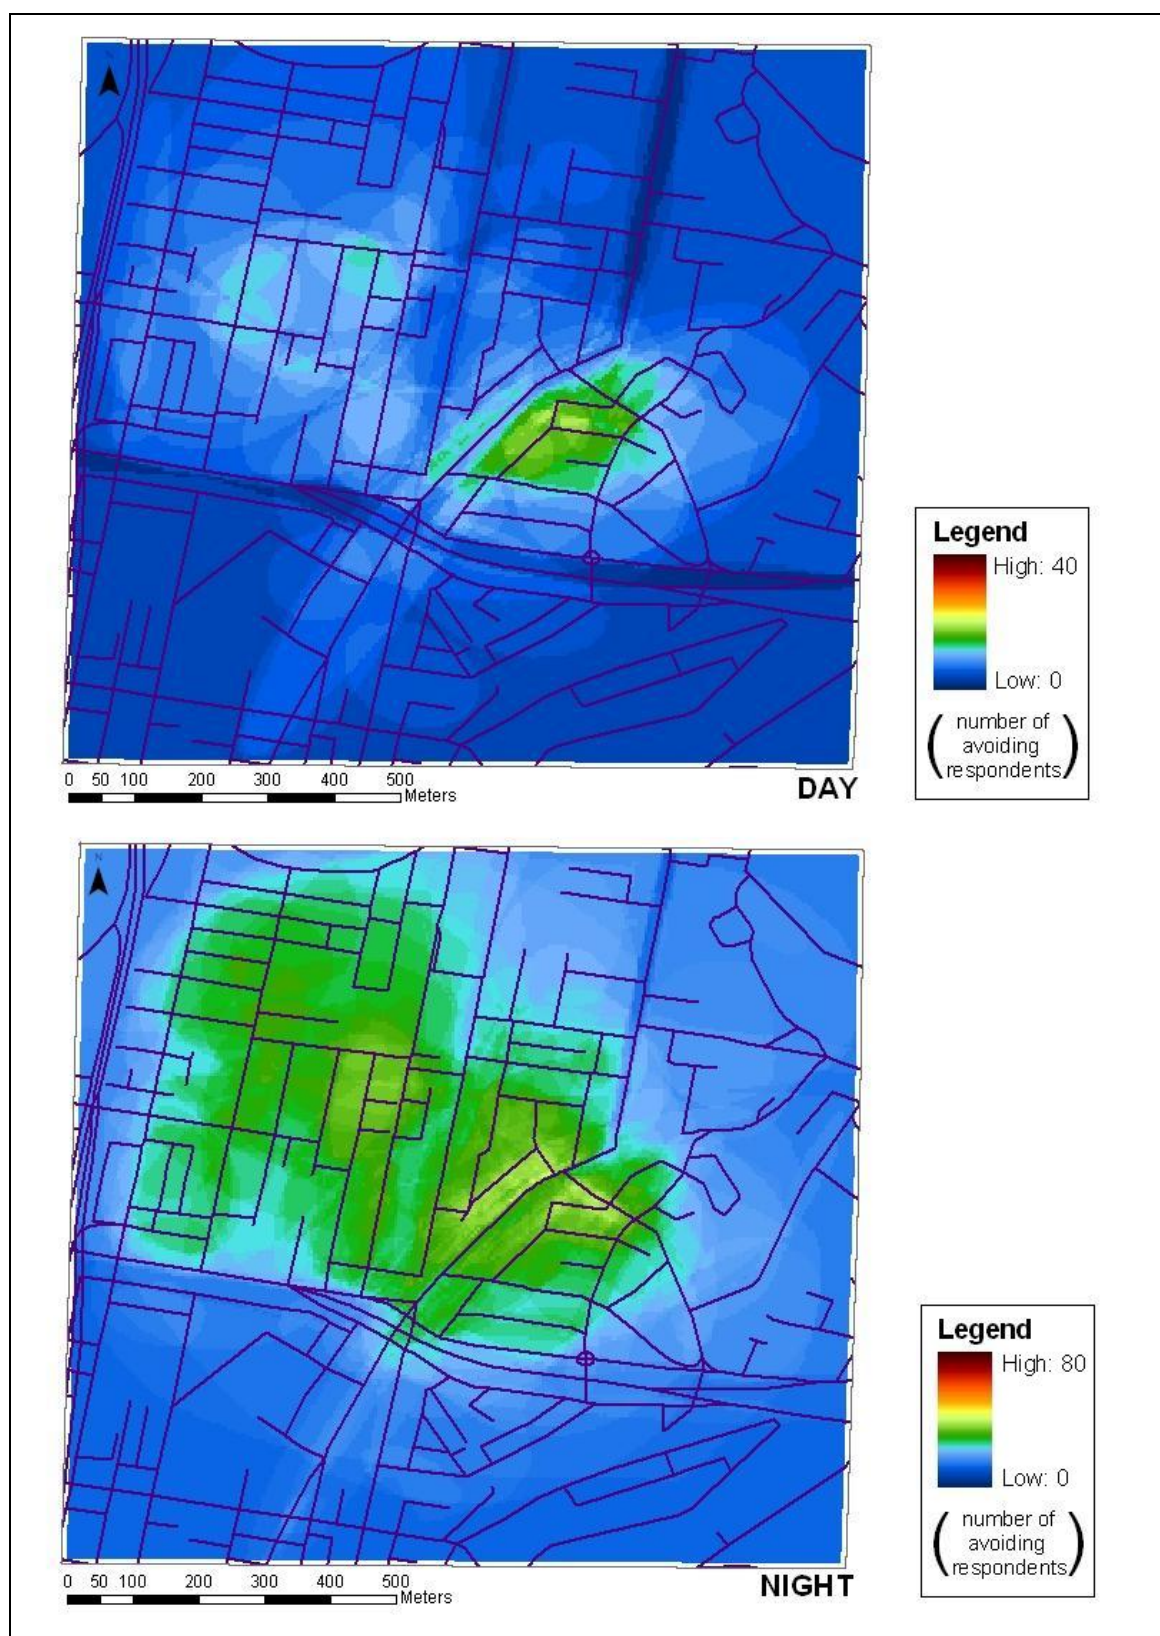 N
Legend
High: 40
Low: 0
( number of
avoiding
respondents )
0 50 100 200 300 400 500
Meters
DAY
N
Legend
High: 80
Low: 0
( number of
avoiding
respondents )
0 50 100 200 300 400 500
Meters
NIGHT